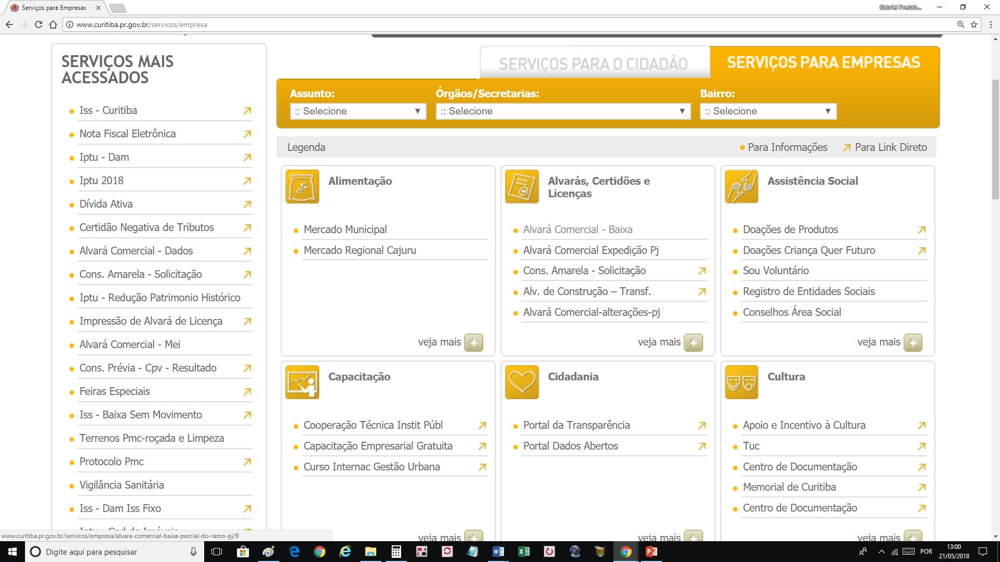 Serviços para Empresas -
Gabriel Predab...
www.curitiba.pr.gov.br/servicos/empresa
SERVIÇOS MAIS
ACESSADOS
Iss - Curitiba
Nota Fiscal Eletrônica
Iptu - Dam
Iptu 2018
Dívida Ativa
Certidão Negativa de Tributos
Alvará Comercial - Dados
Cons. Amarela - Solicitação
Iptu - Redução Patrimonio Histórico
Impressão de Alvará de Licença
Alvará Comercial - Mei
Cons. Prévia - Cpv - Resultado
Feiras Especiais
Iss - Baixa Sem Movimento
Terrenos Pmc-roçada e Limpeza
Protocolo Pmc
Vigilância Sanitária
Iss - Dam Iss Fixo
SERVIÇOS PARA O CIDADÃO
SERVIÇOS PARA EMPRESAS
Assunto:
:: Selecione
Órgãos/Secretarias:
:: Selecione
Bairro:
:: Selecione
Legenda
Para Informações
Para Link Direto
Alimentação
Mercado Municipal
Mercado Regional Cajuru
veja mais
Alvarás, Certidões e
Licenças
Alvará Comercial - Baixa
Alvará Comercial Expedição Pj
Cons. Amarela - Solicitação
Alv. de Construção – Transf.
Alvará Comercial-alterações-pj
veja mais
Assistência Social
Doações de Produtos
Doações Criança Quer Futuro
Sou Voluntário
Registro de Entidades Sociais
Conselhos Área Social
veja mais
Capacitação
Cooperação Técnica Instit Públ
Capacitação Empresarial Gratuita
Curso Internac Gestão Urbana
veja mais
Cidadania
Portal da Transparência
Portal Dados Abertos
veja mais
Cultura
Apoio e Incentivo à Cultura
Tuc
Centro de Documentação
Memorial de Curitiba
Centro de Documentação
veja mais
www.curitiba.pr.gov.br/servicos/empresa/alvara-comercial-baixa-parcial-do-ramo-pj/9
Digite aqui para pesquisar
POR
13:00
21/05/2018